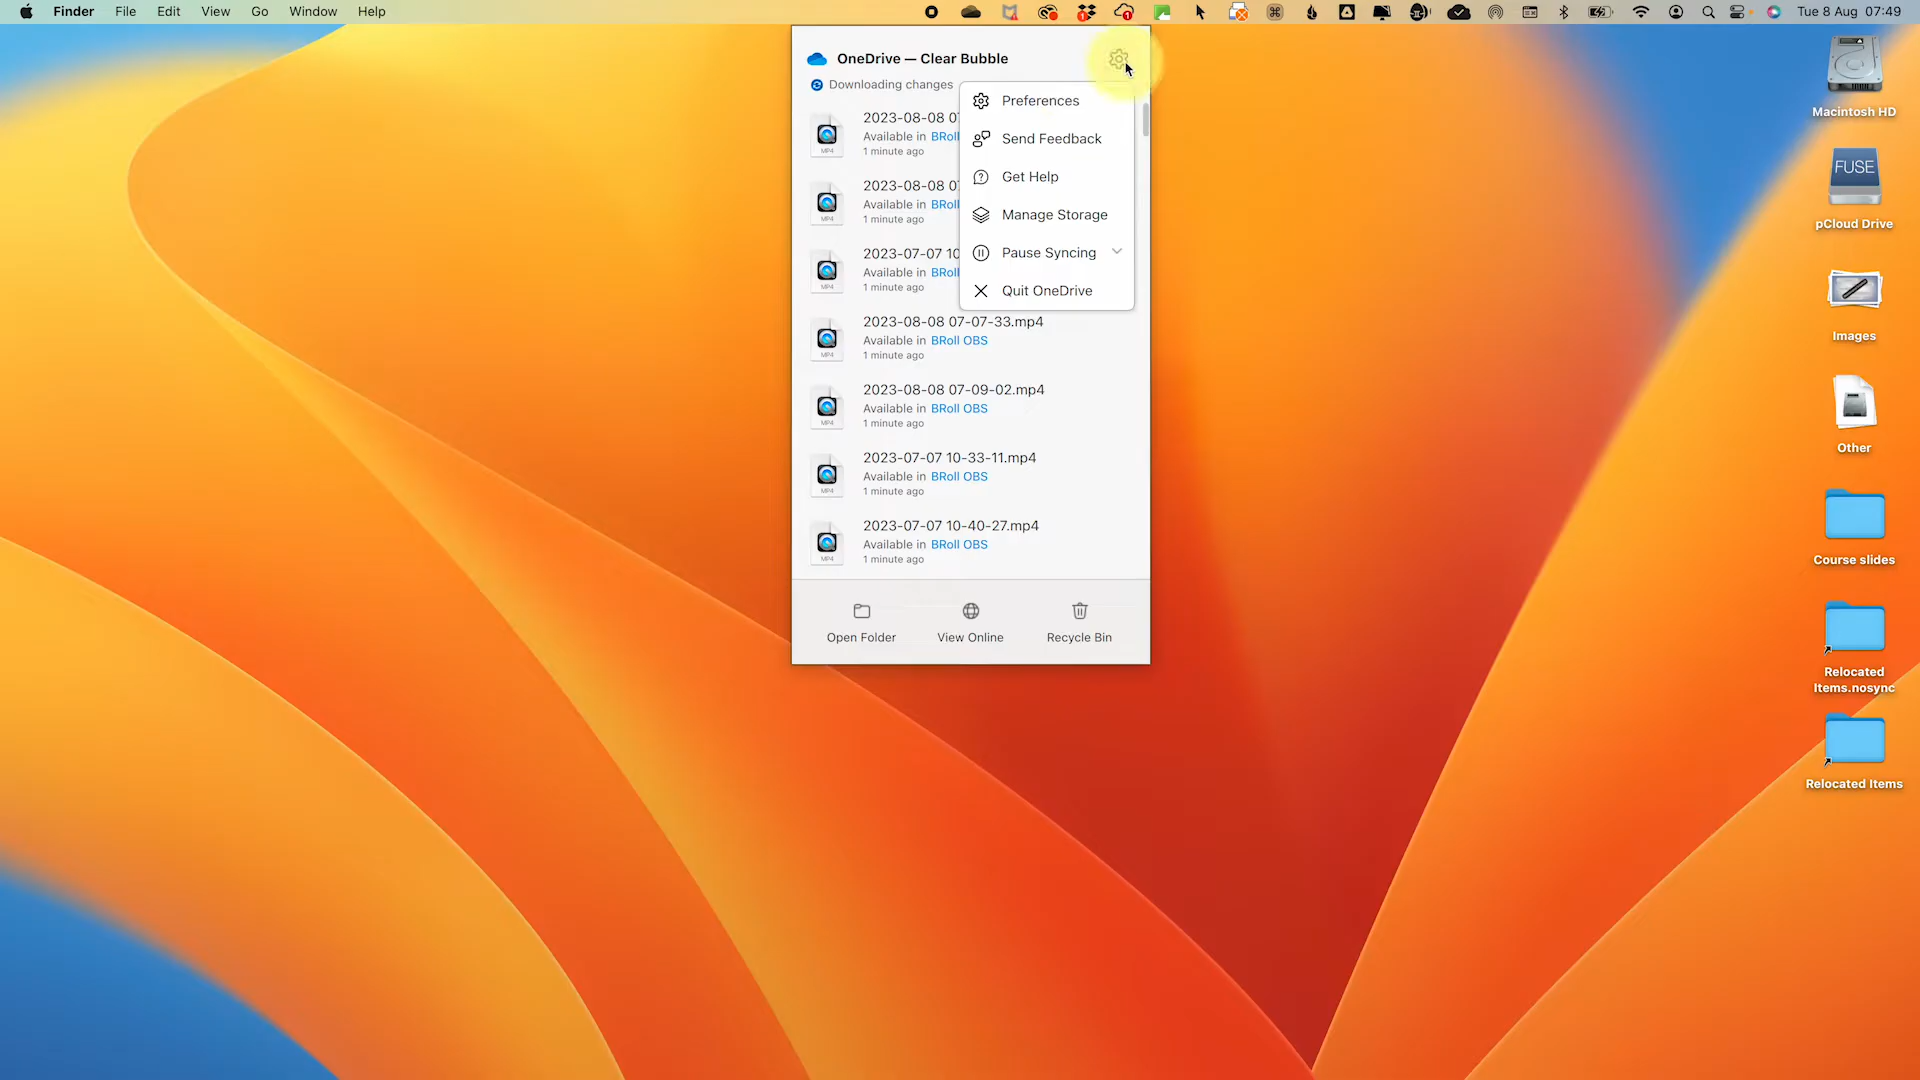 Finder File Edit View Go Window Help
Tue 8 Aug 07:49
OneDrive — Clear Bubble
Downloading changes
2023-08-08 0
Available in BRoll
1 minute ago
2023-08-08 0
Available in BRoll
1 minute ago
2023-07-07 10
Available in BRoll
1 minute ago
2023-08-08 07-07-33.mp4
Available in BRoll OBS
1 minute ago
2023-08-08 07-09-02.mp4
Available in BRoll OBS
1 minute ago
2023-07-07 10-33-11.mp4
Available in BRoll OBS
1 minute ago
2023-07-07 10-40-27.mp4
Available in BRoll OBS
1 minute ago
MP4
MP4
MP4
MP4
MP4
MP4
MP4
Preferences
Send Feedback
Get Help
Manage Storage
Pause Syncing
Quit OneDrive
Open Folder View Online Recycle Bin
Macintosh HD
FUSE
pCloud Drive
Images
Other
Course slides
Relocated
Items.nosync
Relocated Items